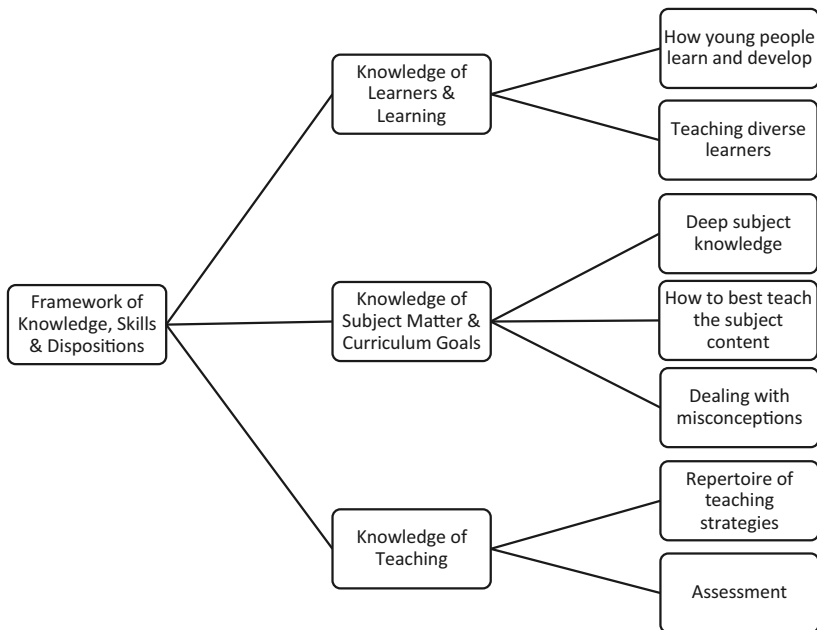 How young people
learn and develop
Knowledge of
Learners &
Learning
Teaching diverse
learners
Deep subject
knowledge
Framework of
Knowledge, Skills
& Dispositions
Knowledge of
Subject Matter &
Curriculum Goals
How to best teach
the subject
content
Dealing with
misconceptions
Repertoire of
teaching
strategies
Knowledge of
Teaching
Assessment